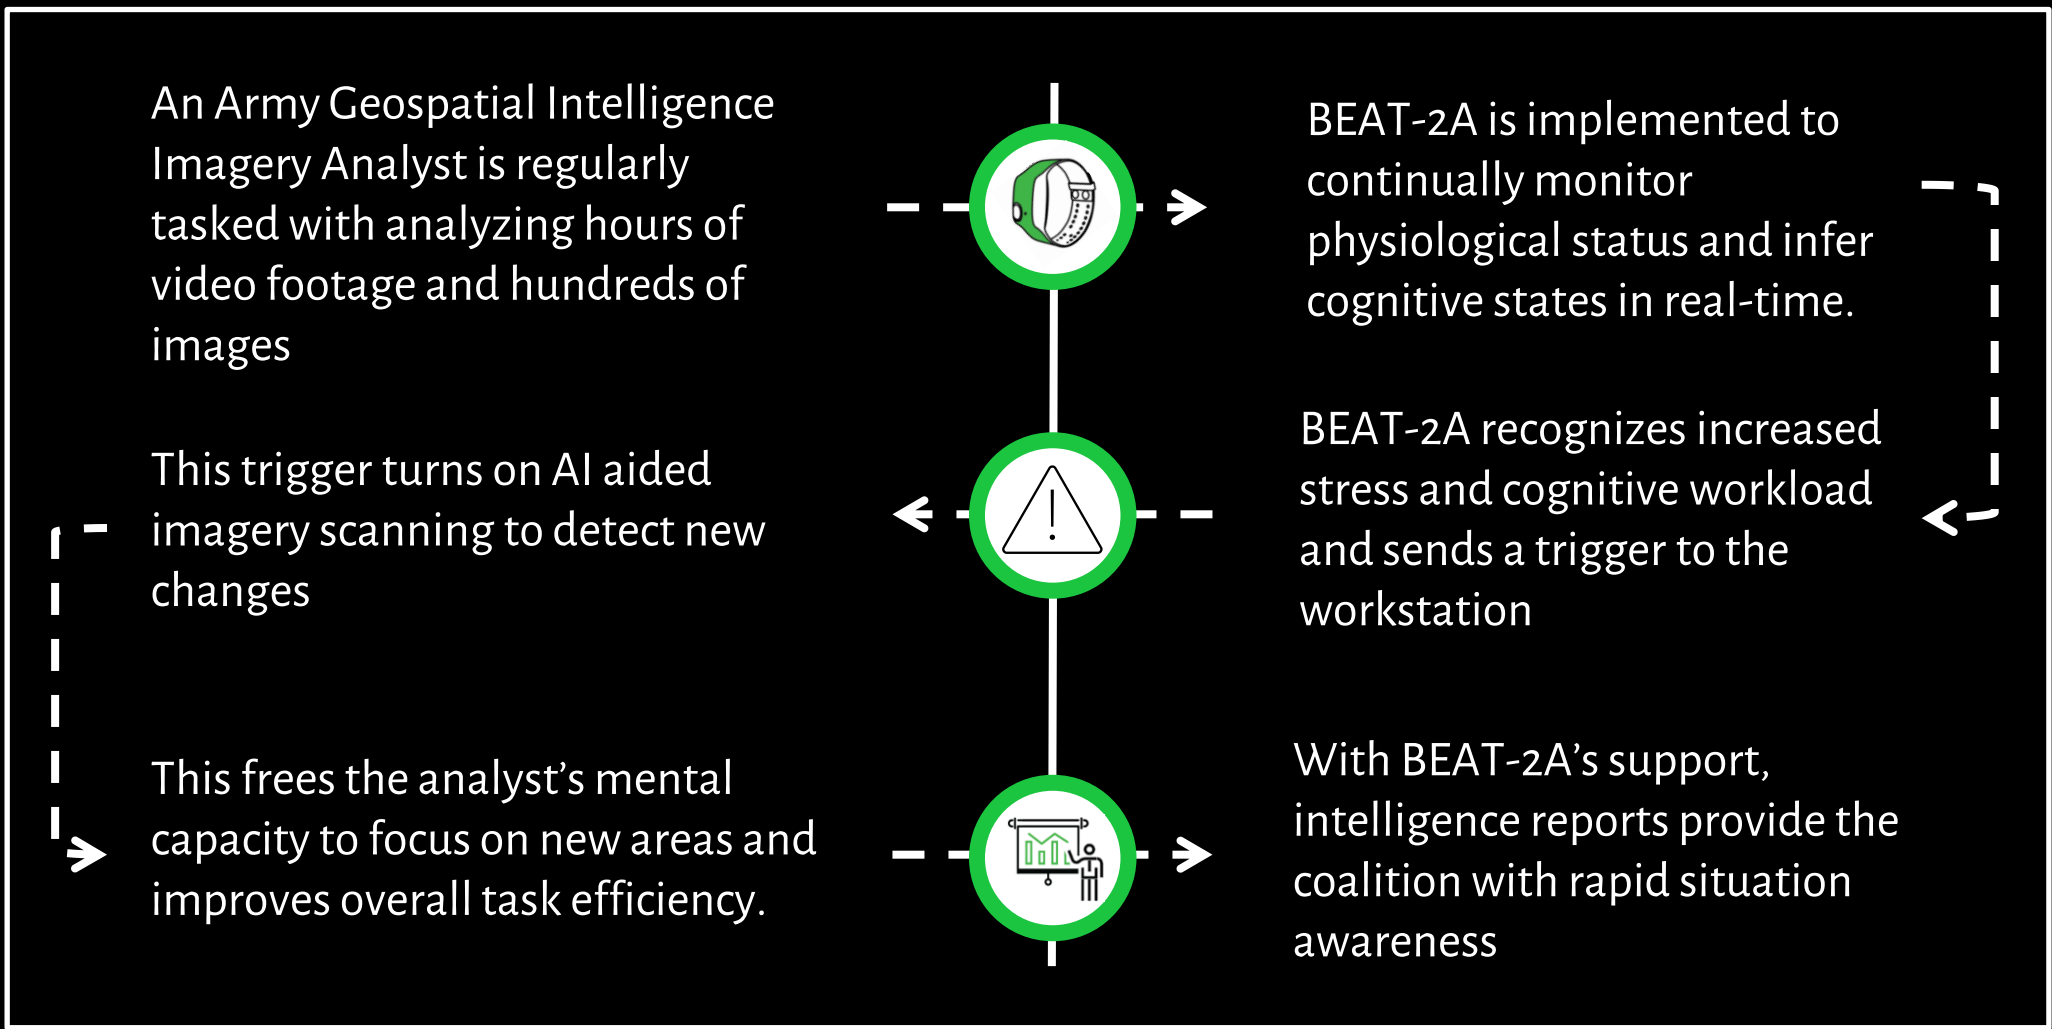 An Army Geospatial Intelligence
Imagery Analyst is regularly
tasked with analyzing hours of
video footage and hundreds of
images
BEAT-2A is implemented to
continually monitor
physiological status and infer
cognitive states in real-time.
BEAT-2A recognizes increased
stress and cognitive workload
and sends a trigger to the
workstation
This trigger turns on AI aided
imagery scanning to detect new
changes
This frees the analyst’s mental
capacity to focus on new areas and
improves overall task efficiency.
With BEAT-2A’s support,
intelligence reports provide the
coalition with rapid situation
awareness